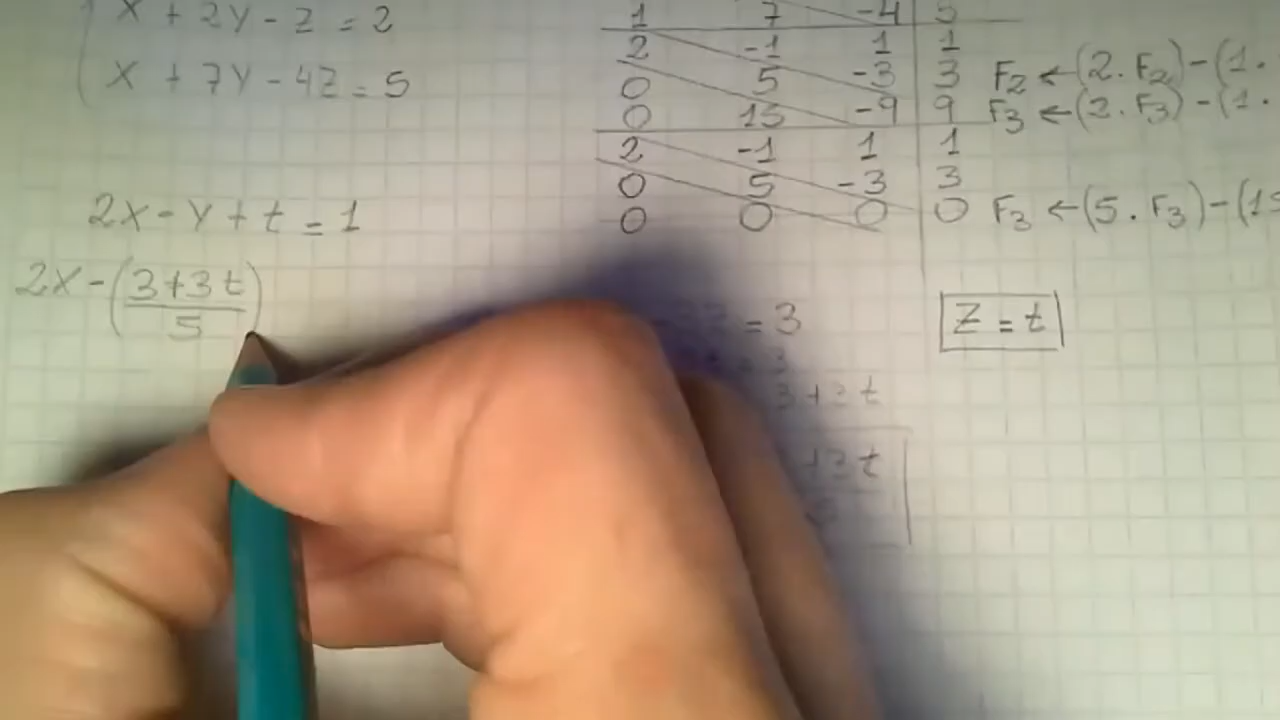 X + 2Y - Z = 2
X + 7Y - 4Z = 5
1 7 -4 5
2 -1 1 1
0 5 -3 3 F2 ← (2 . F2) - (1 .
0 15 -9 9 F3 ← (2 . F3) - (1 .
2 -1 1 1
0 5 -3 3
0 0 0 0 F3 ← (5 . F3) - (15
2X - Y + t = 1
2X - (3+3t)
5
= 3
Z = t